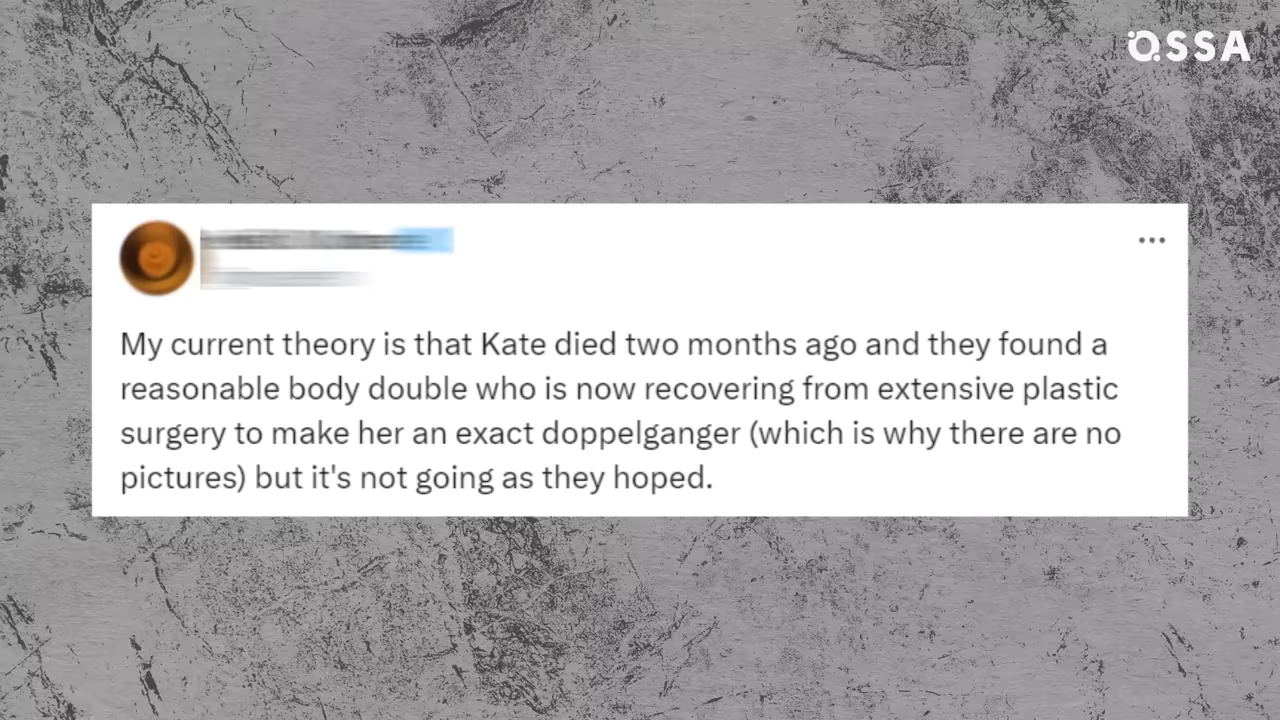 QSSA
My current theory is that Kate died two months ago and they found a
reasonable body double who is now recovering from extensive plastic
surgery to make her an exact doppelganger (which is why there are no
pictures) but it's not going as they hoped.